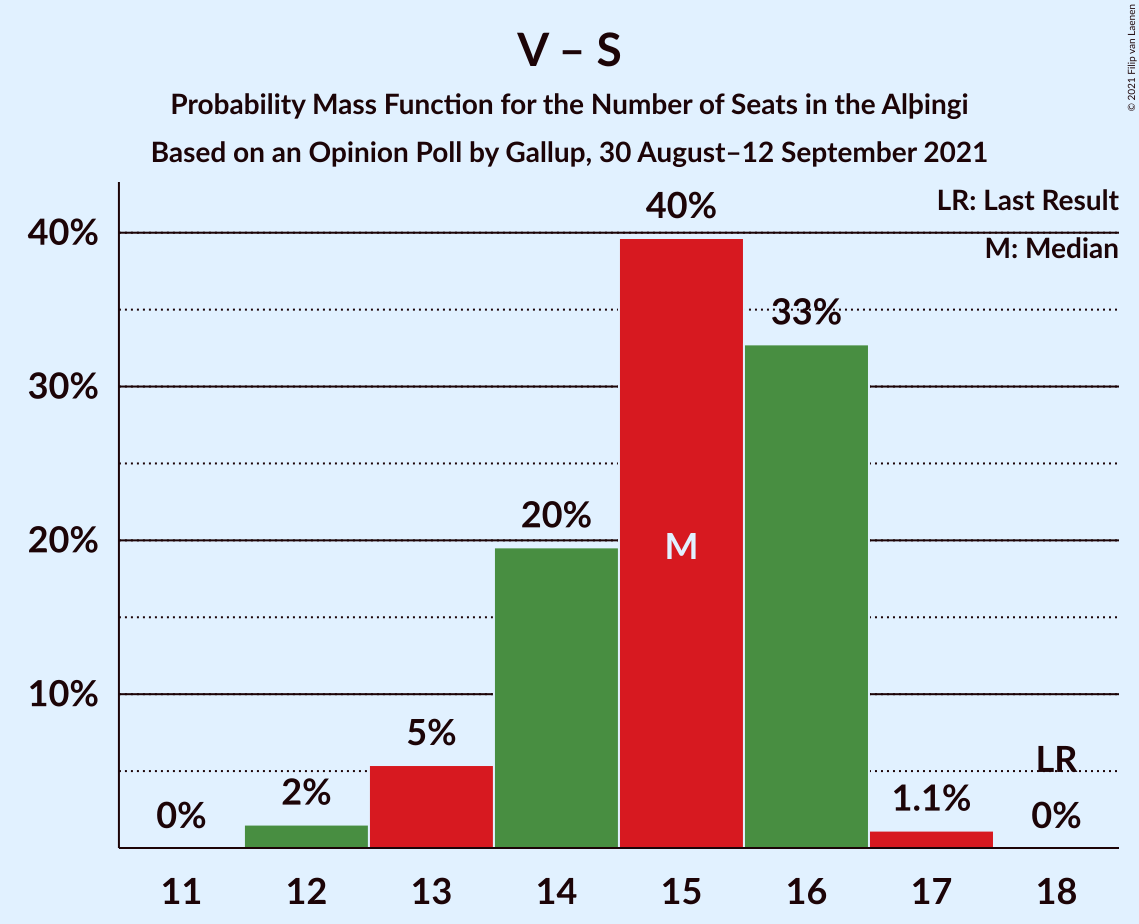 V – S
Probability Mass Function for the Number of Seats in the Alþingi
Based on an Opinion Poll by Gallup, 30 August–12 September 2021
© 2021 Filip van Laenen
LR: Last Result
M: Median
40%
30%
20%
10%
0%
2%
5%
20%
40%
M
33%
1.1%
LR
0%
11
12
13
14
15
16
17
18